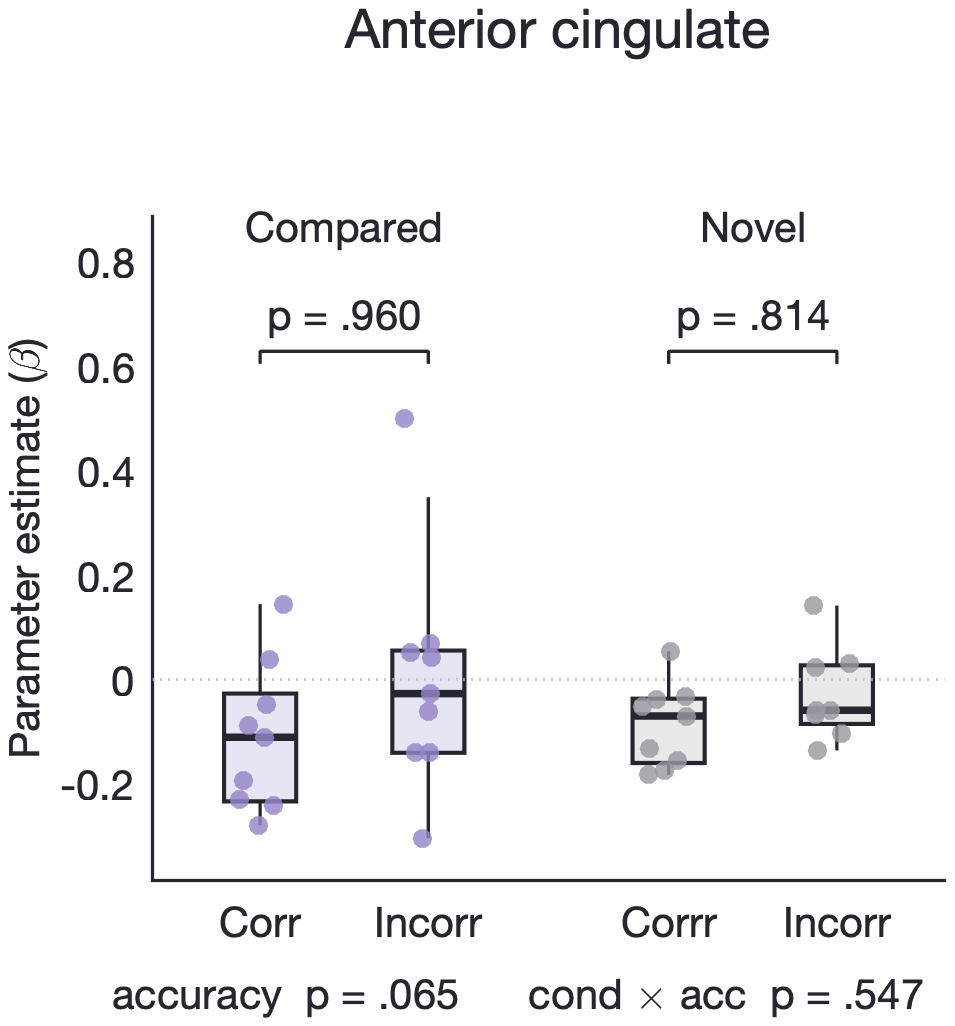 Anterior cingulate
Compared Novel
p = .960 p = .814
Parameter estimate (β)
0.8
0.6
0.4
0.2
0
-0.2
Corr Incorr Corrr Incorr
accuracy p = .065 cond × acc p = .547